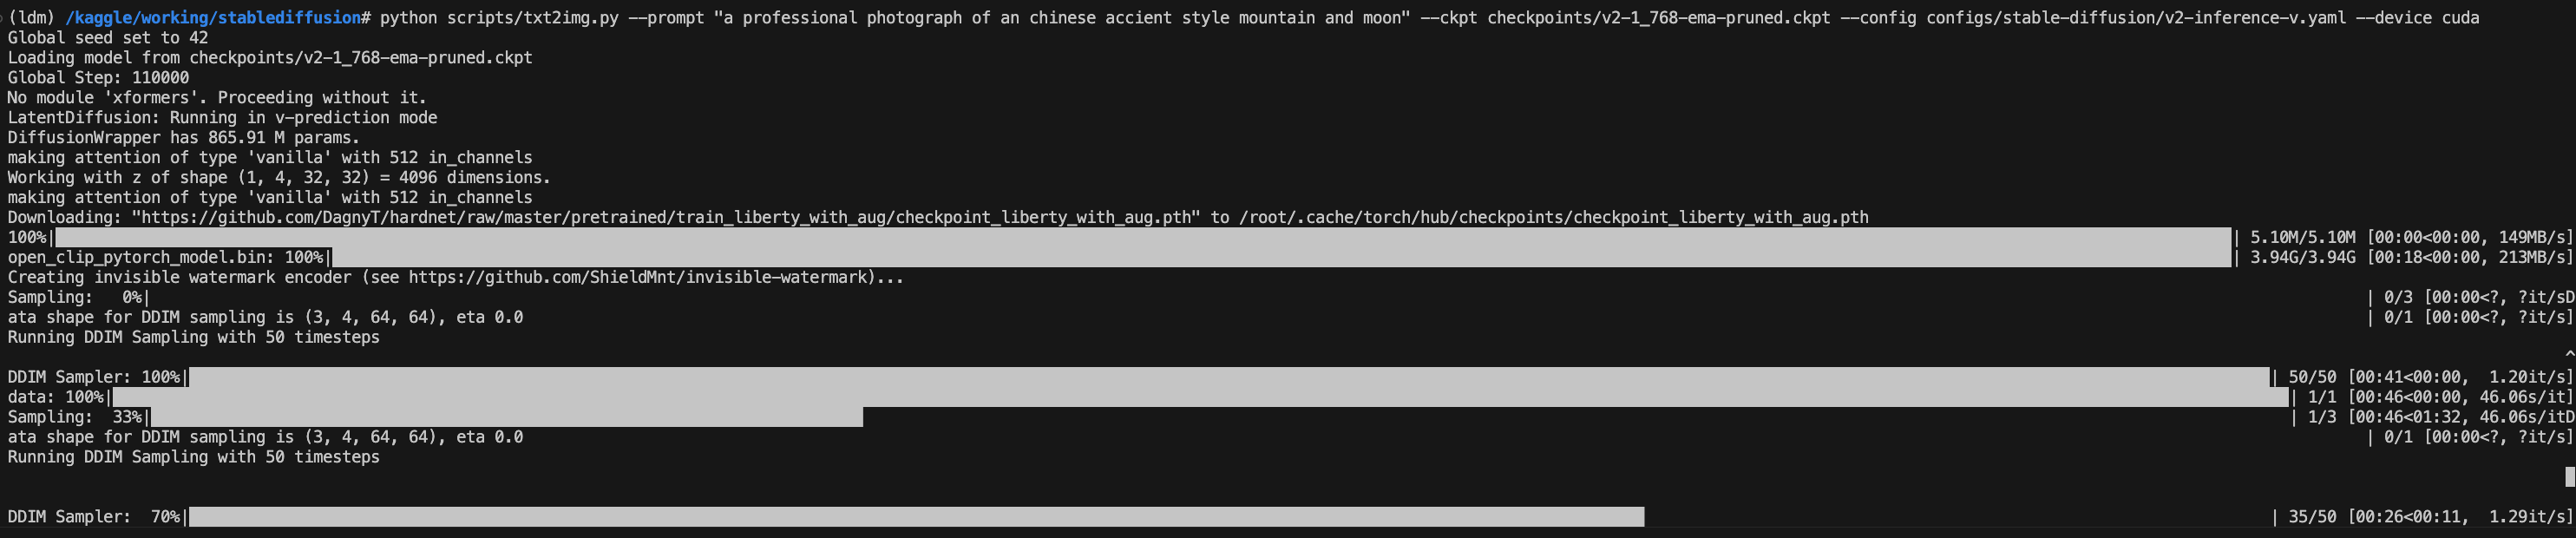 (ldm) /kaggle/working/stablediffusion# python scripts/txt2img.py --prompt "a professional photograph of an chinese accient style mountain and moon" --ckpt checkpoints/v2-1_768-ema-pruned.ckpt --config configs/stable-diffusion/v2-inference-v.yaml --device cuda
Global seed set to 42
Loading model from checkpoints/v2-1_768-ema-pruned.ckpt
Global Step: 110000
No module 'xformers'. Proceeding without it.
LatentDiffusion: Running in v-prediction mode
DiffusionWrapper has 865.91 M params.
making attention of type 'vanilla' with 512 in_channels
Working with z of shape (1, 4, 32, 32) = 4096 dimensions.
making attention of type 'vanilla' with 512 in_channels
Downloading: "https://github.com/DagnyT/hardnet/raw/master/pretrained/train_liberty_with_aug/checkpoint_liberty_with_aug.pth" to /root/.cache/torch/hub/checkpoints/checkpoint_liberty_with_aug.pth
100%| | 5.10M/5.10M [00:00<00:00, 149MB/s]
open_clip_pytorch_model.bin: 100%| | 3.94G/3.94G [00:18<00:00, 213MB/s]
Creating invisible watermark encoder (see https://github.com/ShieldMnt/invisible-watermark)...
Sampling: 0%| | 0/3 [00:00<?, ?it/sD
ata shape for DDIM sampling is (3, 4, 64, 64), eta 0.0 | 0/1 [00:00<?, ?it/s]
Running DDIM Sampling with 50 timesteps
^
DDIM Sampler: 100%| | 50/50 [00:41<00:00, 1.20it/s]
data: 100%| | 1/1 [00:46<00:00, 46.06s/it]
Sampling: 33%| | 1/3 [00:46<01:32, 46.06s/itD
ata shape for DDIM sampling is (3, 4, 64, 64), eta 0.0 | 0/1 [00:00<?, ?it/s]
Running DDIM Sampling with 50 timesteps
DDIM Sampler: 70%| | 35/50 [00:26<00:11, 1.29it/s]